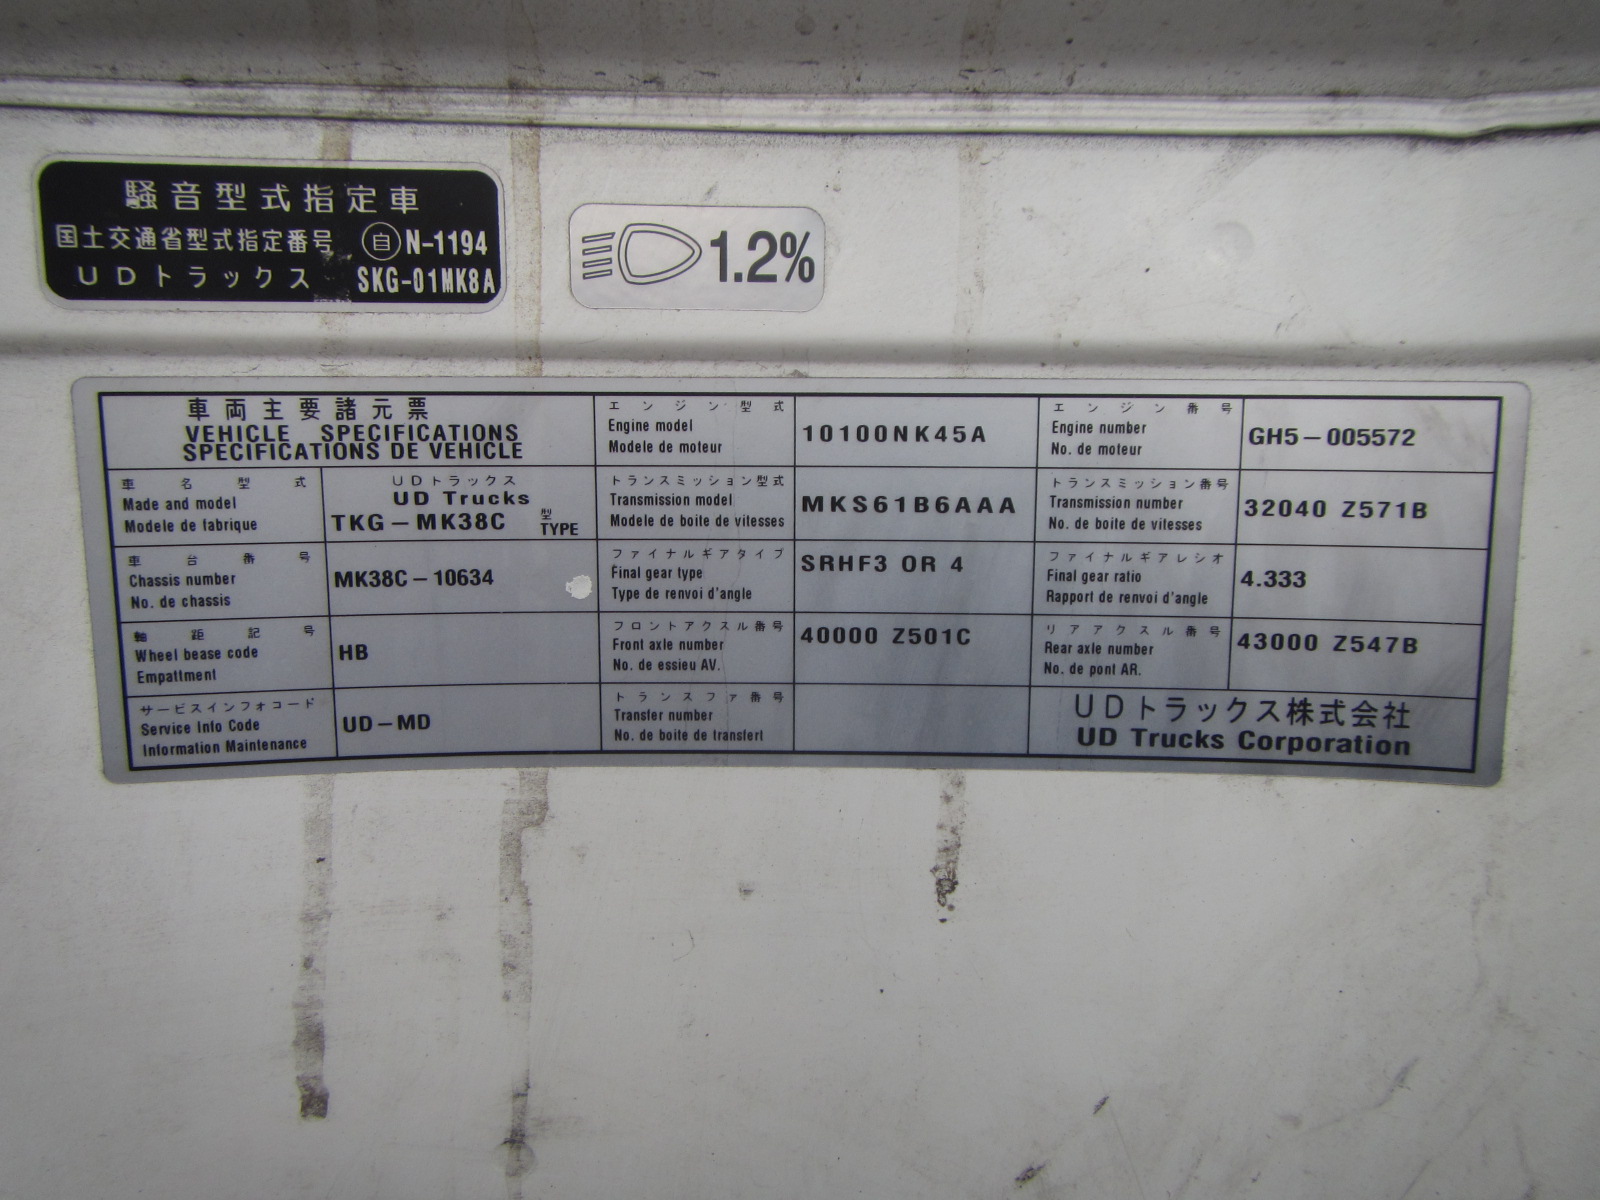 騒音型式指定車
国土交通省型式指定番号 自 N-1194
UDトラックス SKG-01MK8A
1.2%
車両主要諸元票
VEHICLE SPECIFICATIONS
SPECIFICATIONS DE VEHICLE
エンジン型式
Engine model
Modele de moteur
10100NK45A
エンジン番号
Engine number
No. de moteur
GH5-005572
車名型式
Made and model
Modele de fabrique
UDトラックス
UD Trucks
TKG-MK38C 型 TYPE
トランスミッション型式
Transmission model
Modele de boite de vitesses
MKS61B6AAA
トランスミッション番号
Transmission number
No. de boite de vitesses
32040 Z571B
車台番号
Chassis number
No. de chassis
MK38C-10634
ファイナルギアタイプ
Final gear type
Type de renvoi d'angle
SRHF3 OR 4
ファイナルギアレシオ
Final gear ratio
Rapport de renvoi d'angle
4.333
軸距記号
Wheel bease code
Empattment
HB
フロントアクスル番号
Front axle number
No. de essieu AV.
40000 Z501C
リアアクスル番号
Rear axle number
No. de pont AR.
43000 Z547B
サービスインフォコード
Service Info Code
Information Maintenance
UD-MD
トランスファ番号
Transfer number
No. de boite de transfert
UDトラックス株式会社
UD Trucks Corporation